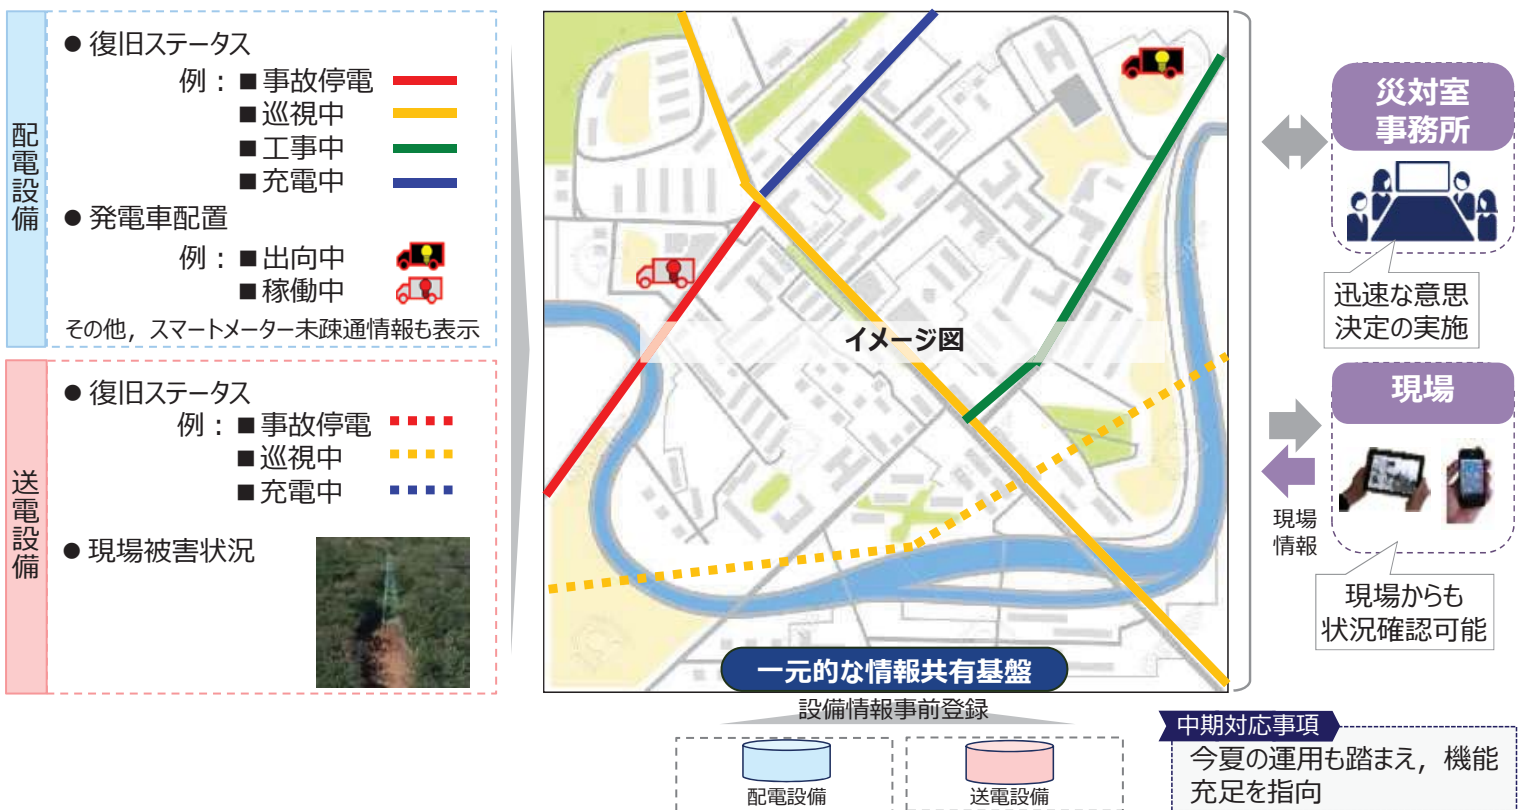 配電設備
● 復旧ステータス
例：■ 事故停電
■ 巡視中
■ 工事中
■ 充電中
● 発電車配置
例：■ 出向中
■ 稼働中
その他，スマートメーター未疎通情報も表示
送電設備
● 復旧ステータス
例：■ 事故停電
■ 巡視中
■ 充電中
● 現場被害状況
イメージ図
一元的な情報共有基盤
設備情報事前登録
配電設備
送電設備
災対室
事務所
迅速な意思
決定の実施
現場
現場
情報
現場からも
状況確認可能
中期対応事項
今夏の運用も踏まえ，機能
充足を指向